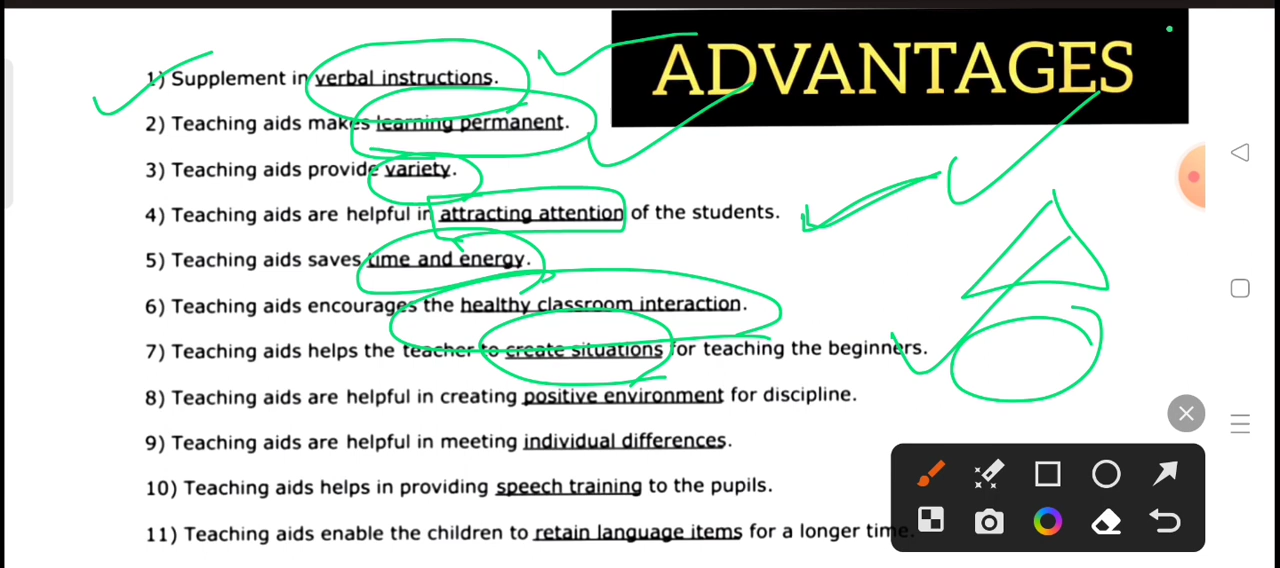 ADVANTAGES
1) Supplement in verbal instructions.
2) Teaching aids makes learning permanent.
3) Teaching aids provide variety.
4) Teaching aids are helpful in attracting attention of the students.
5) Teaching aids saves time and energy.
6) Teaching aids encourages the healthy classroom interaction.
7) Teaching aids helps the teacher to create situations for teaching the beginners.
8) Teaching aids are helpful in creating positive environment for discipline.
9) Teaching aids are helpful in meeting individual differences.
10) Teaching aids helps in providing speech training to the pupils.
11) Teaching aids enable the children to retain language items for a longer time.